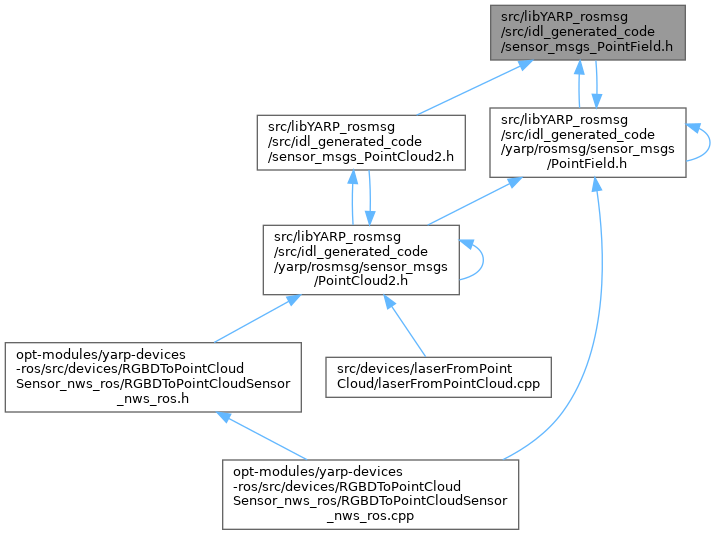 src/libYARP_rosmsg
/src/idl_generated_code
/sensor_msgs_PointField.h
src/libYARP_rosmsg
/src/idl_generated_code
/sensor_msgs_PointCloud2.h
src/libYARP_rosmsg
/src/idl_generated_code
/yarp/rosmsg/sensor_msgs
/PointField.h
src/libYARP_rosmsg
/src/idl_generated_code
/yarp/rosmsg/sensor_msgs
/PointCloud2.h
opt-modules/yarp-devices
-ros/src/devices/RGBDToPointCloud
Sensor_nws_ros/RGBDToPointCloudSensor
_nws_ros.h
src/devices/laserFromPoint
Cloud/laserFromPointCloud.cpp
opt-modules/yarp-devices
-ros/src/devices/RGBDToPointCloud
Sensor_nws_ros/RGBDToPointCloudSensor
_nws_ros.cpp